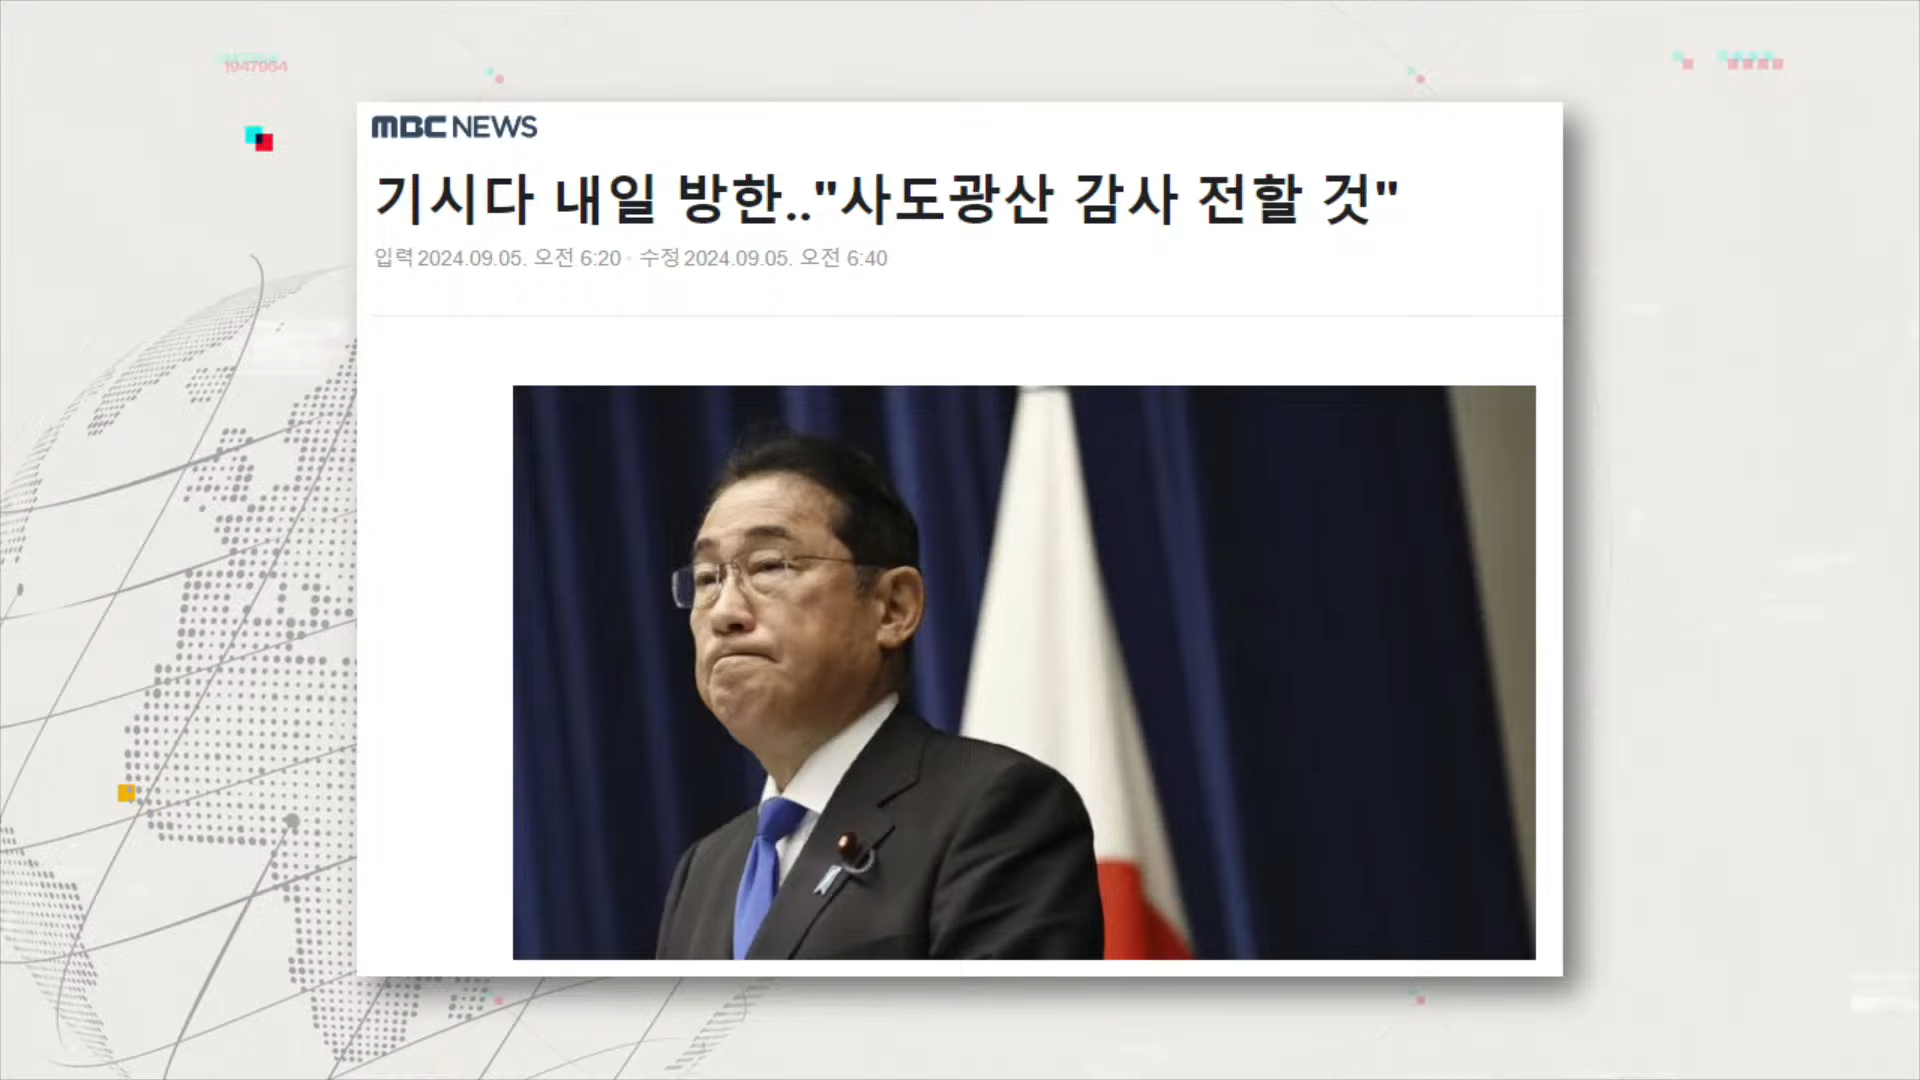 1947954
MBC NEWS
기시다 내일 방한.."사도광산 감사 전할 것"
입력 2024.09.05. 오전 6:20 · 수정 2024.09.05. 오전 6:40